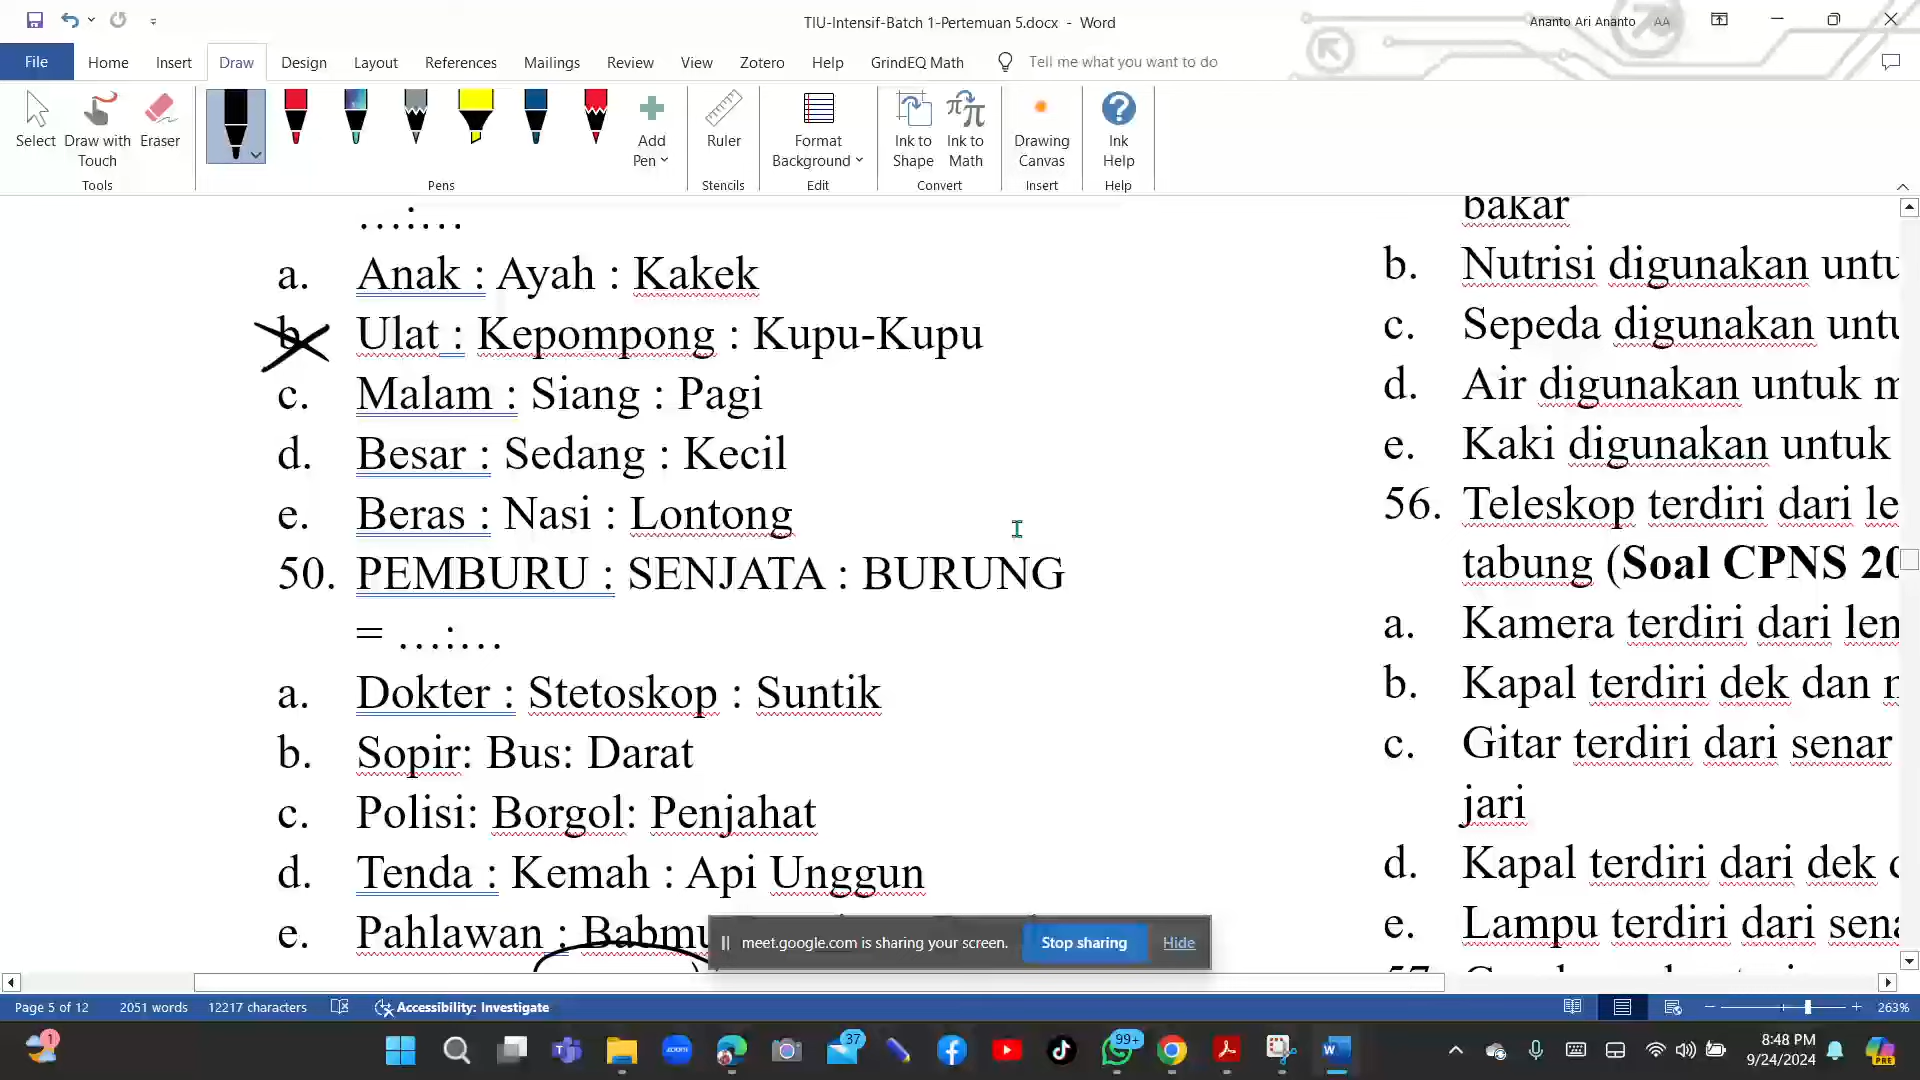 TIU-Intensif-Batch 1-Pertemuan 5.docx - Word
Ananto Ari Ananto
AA
File
Home
Insert
Draw
Design
Layout
References
Mailings
Review
View
Zotero
Help
GrindEQ Math
Tell me what you want to do
Select
Draw with Touch
Eraser
Add Pen
Ruler
Format Background
Ink to Shape
Ink to Math
Drawing Canvas
Ink Help
Tools
Pens
Stencils
Edit
Convert
Insert
Help
…:…
a. Anak : Ayah : Kakek
b. Ulat : Kepompong : Kupu-Kupu
c. Malam : Siang : Pagi
d. Besar : Sedang : Kecil
e. Beras : Nasi : Lontong
50. PEMBURU : SENJATA : BURUNG
= …:…
a. Dokter : Stetoskop : Suntik
b. Sopir: Bus: Darat
c. Polisi: Borgol: Penjahat
d. Tenda : Kemah : Api Unggun
e. Pahlawan : Babmu
bakar
b. Nutrisi digunakan untu
c. Sepeda digunakan untu
d. Air digunakan untuk m
e. Kaki digunakan untuk
56. Teleskop terdiri dari le
tabung (Soal CPNS 20
a. Kamera terdiri dari len
b. Kapal terdiri dek dan
c. Gitar terdiri dari senar
jari
d. Kapal terdiri dari dek
e. Lampu terdiri dari sena
meet.google.com is sharing your screen.
Stop sharing
Hide
Page 5 of 12
2051 words
12217 characters
Accessibility: Investigate
263%
1
zoom
37
99+
W
8:48 PM
9/24/2024
PRE